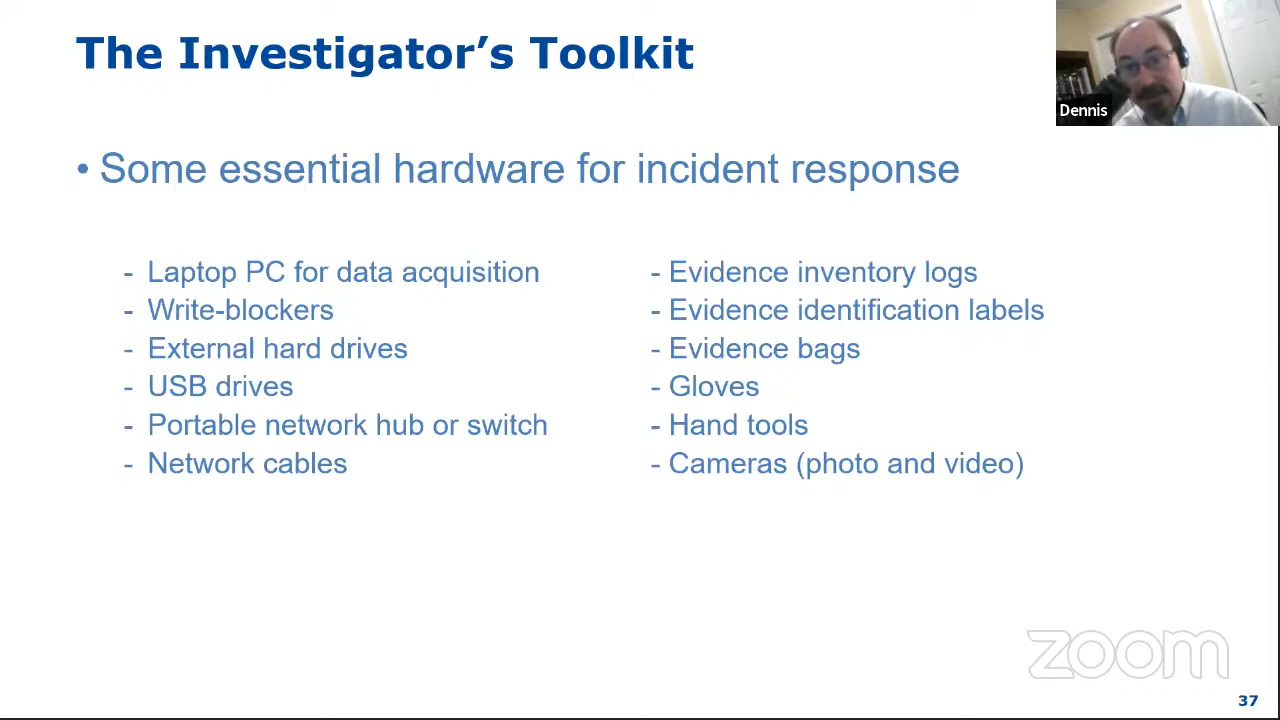 The Investigator’s Toolkit
Dennis
• Some essential hardware for incident response
- Laptop PC for data acquisition
- Write-blockers
- External hard drives
- USB drives
- Portable network hub or switch
- Network cables
- Evidence inventory logs
- Evidence identification labels
- Evidence bags
- Gloves
- Hand tools
- Cameras (photo and video)
zoom
37